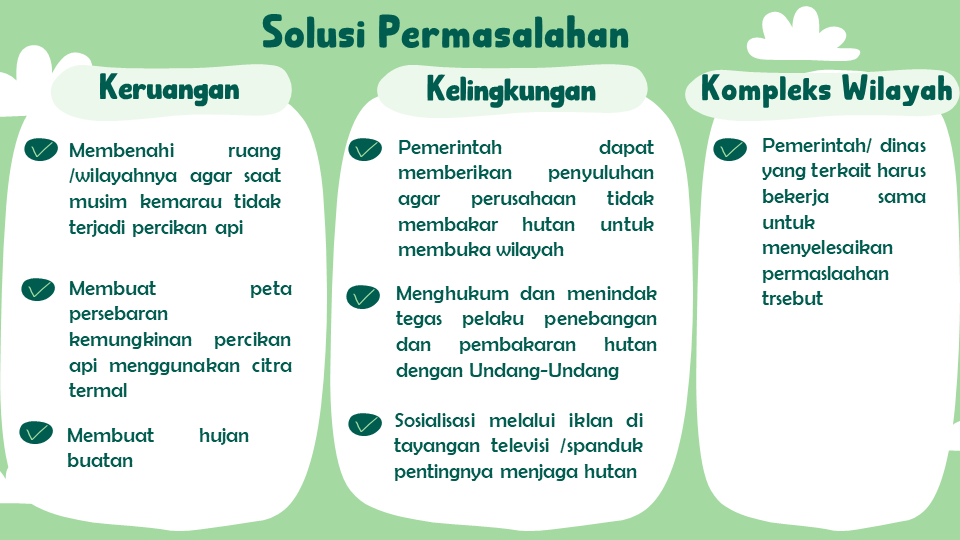 Solusi Permasalahan
Keruangan
Membenahi ruang
/wilayahnya agar saat
musim kemarau tidak
terjadi percikan api
Membuat peta
persebaran
kemungkinan percikan
api menggunakan citra
termal
Membuat hujan
buatan
Kelingkungan
Pemerintah dapat
memberikan penyuluhan
agar perusahaan tidak
membakar hutan untuk
membuka wilayah
Menghukum dan menindak
tegas pelaku penebangan
dan pembakaran hutan
dengan Undang-Undang
Sosialisasi melalui iklan di
tayangan televisi /spanduk
pentingnya menjaga hutan
Kompleks Wilayah
Pemerintah/ dinas
yang terkait harus
bekerja sama
untuk
menyelesaikan
permaslaahan
trsebut